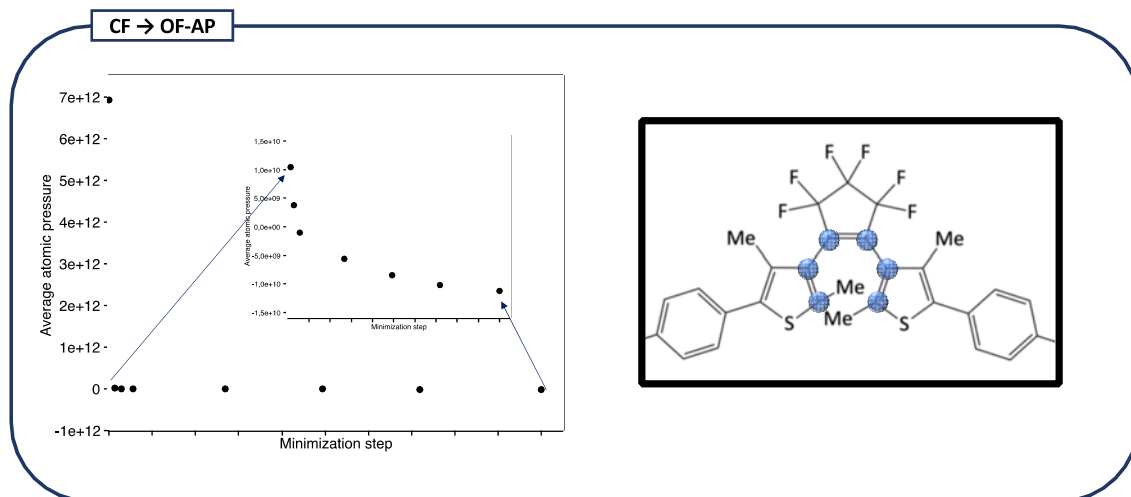 CF → OF-AP
Average atomic pressure
7e+12
6e+12
5e+12
4e+12
3e+12
2e+12
1e+12
0
-1e+12
Minimization step
Average atomic pressure
1,5e+10
1,0e+10
5,0e+09
0,0e+00
-5,0e+09
-1,0e+10
-1,5e+10
Minimization step
F F
F F
F F
Me Me
Me
S Me S